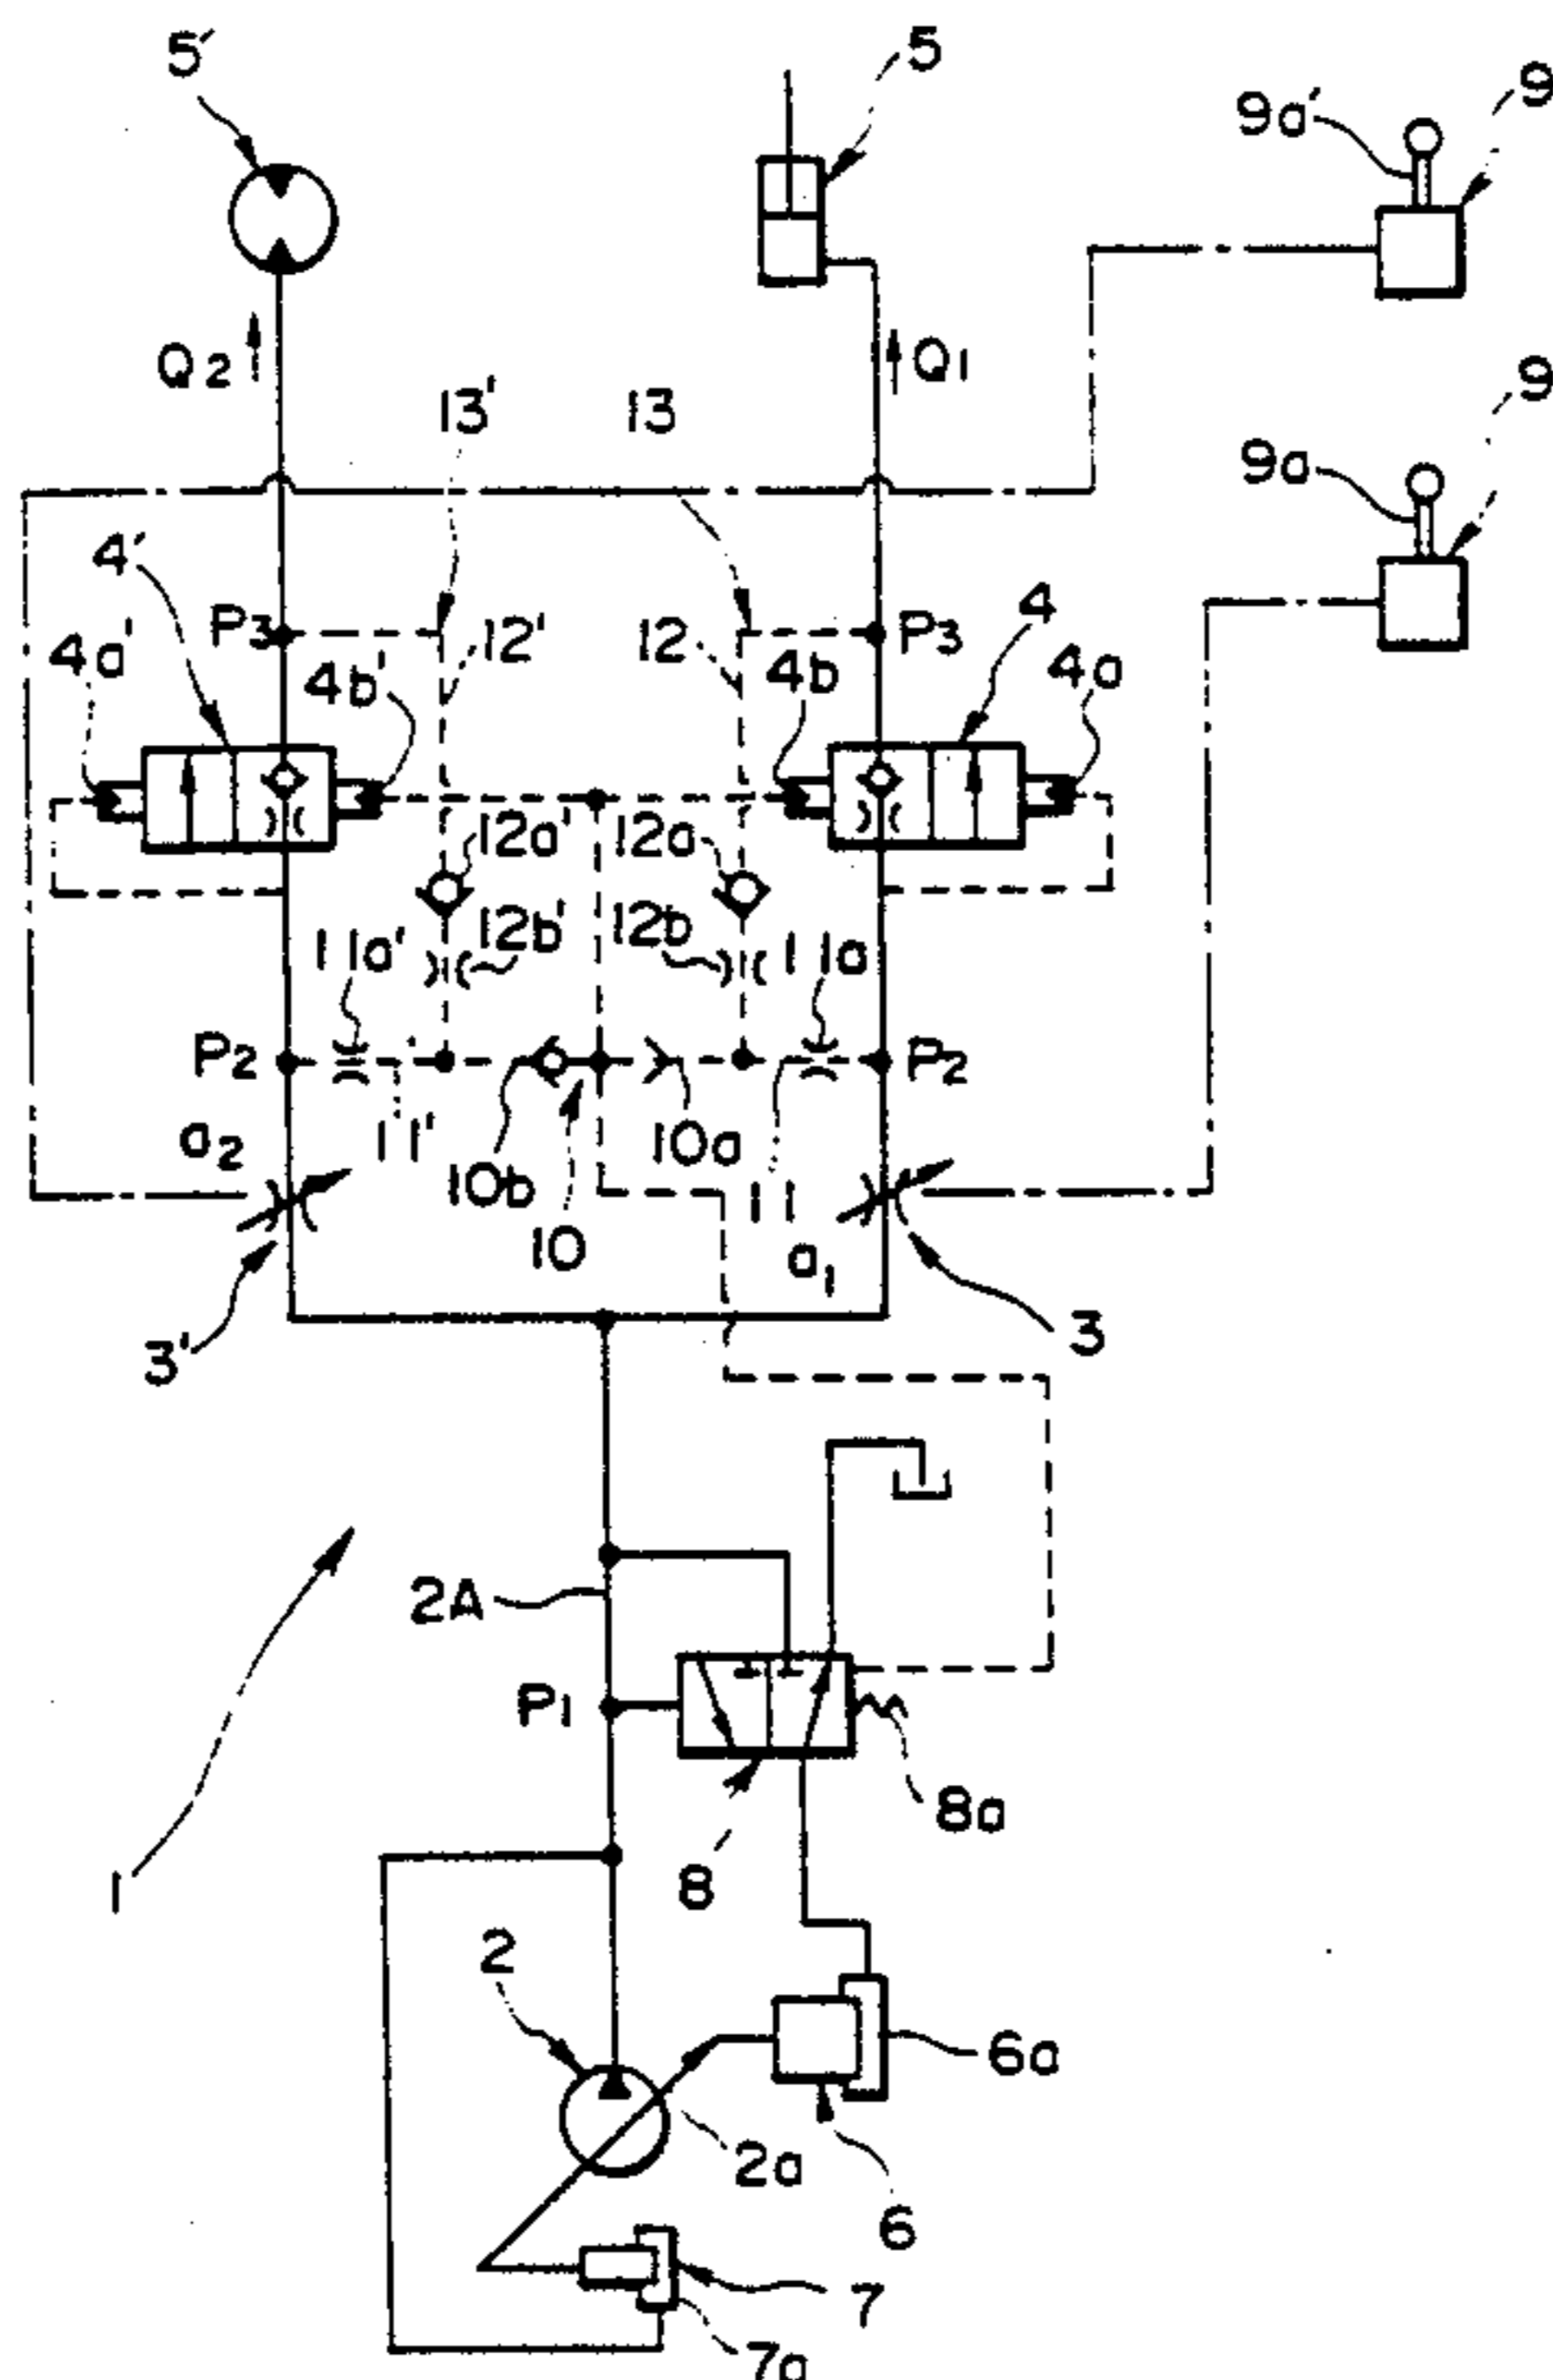 5' 5 9a' 9
Q2 Q1
13' 13 9a 9
4' P3 12' 12 P3 4
4a' 4b' 4b 4a
12a' 12a
11a' 12b' 12b 11a
P2 P2
a2 11' 10b 10 10a 11 a1
3' 3
2A
P1
8a
1 8
2
6a
2a
6
7
7a